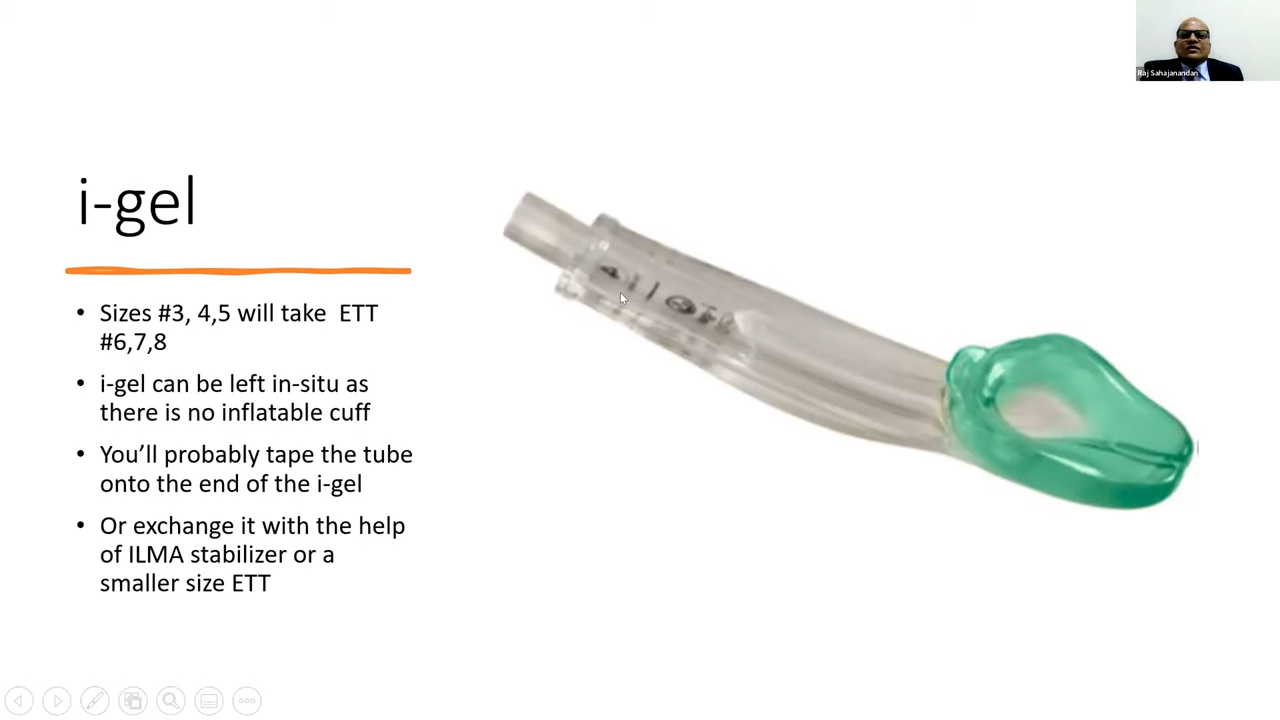 Raj Sahajanandan
i-gel
• Sizes #3, 4,5 will take ETT
#6,7,8
• i-gel can be left in-situ as
there is no inflatable cuff
• You’ll probably tape the tube
onto the end of the i-gel
• Or exchange it with the help
of ILMA stabilizer or a
smaller size ETT